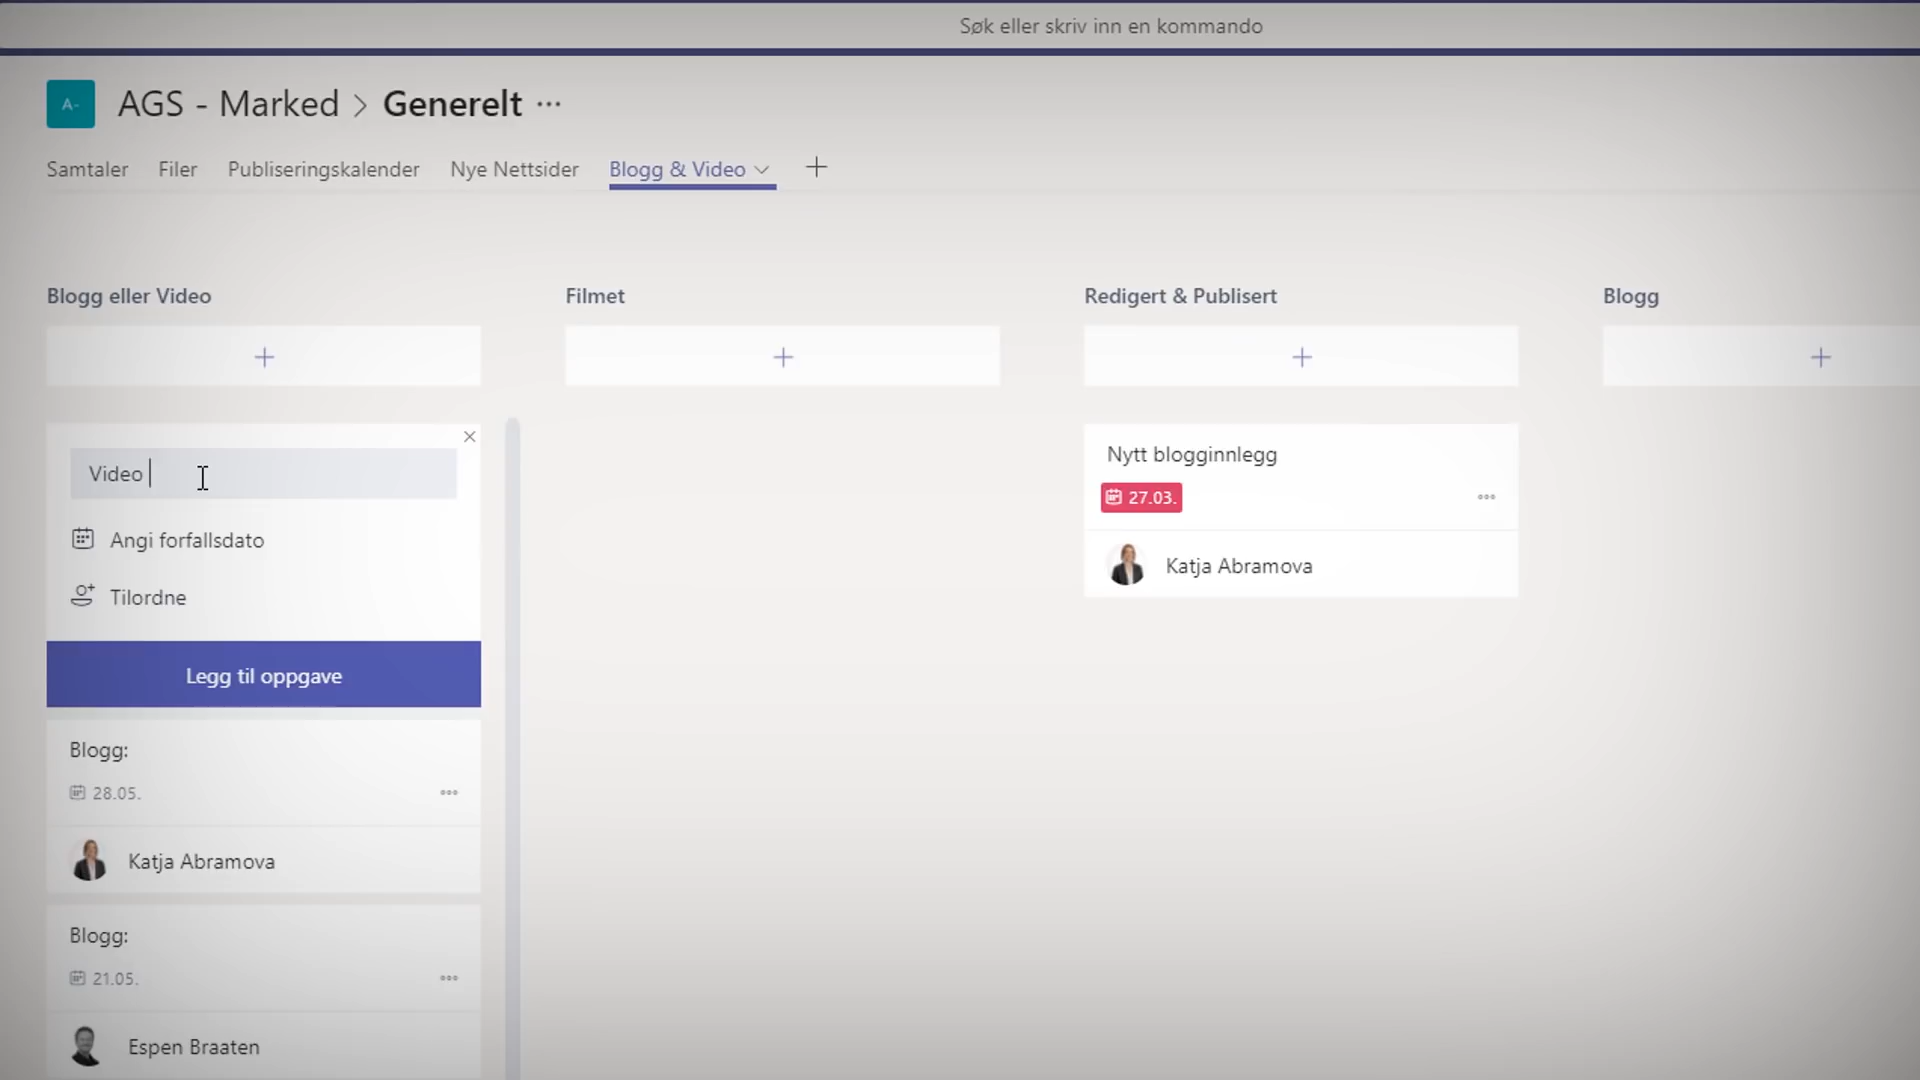 Søk eller skriv inn en kommando
A-
AGS - Marked > Generelt ...
Samtaler Filer Publiseringskalender Nye Nettsider Blogg & Video
Blogg eller Video
Filmet
Redigert & Publisert
Blogg
Video
Angi forfallsdato
Tilordne
Legg til oppgave
Blogg:
28.05.
Katja Abramova
Blogg:
21.05.
Espen Braaten
Nytt blogginnlegg
27.03.
Katja Abramova